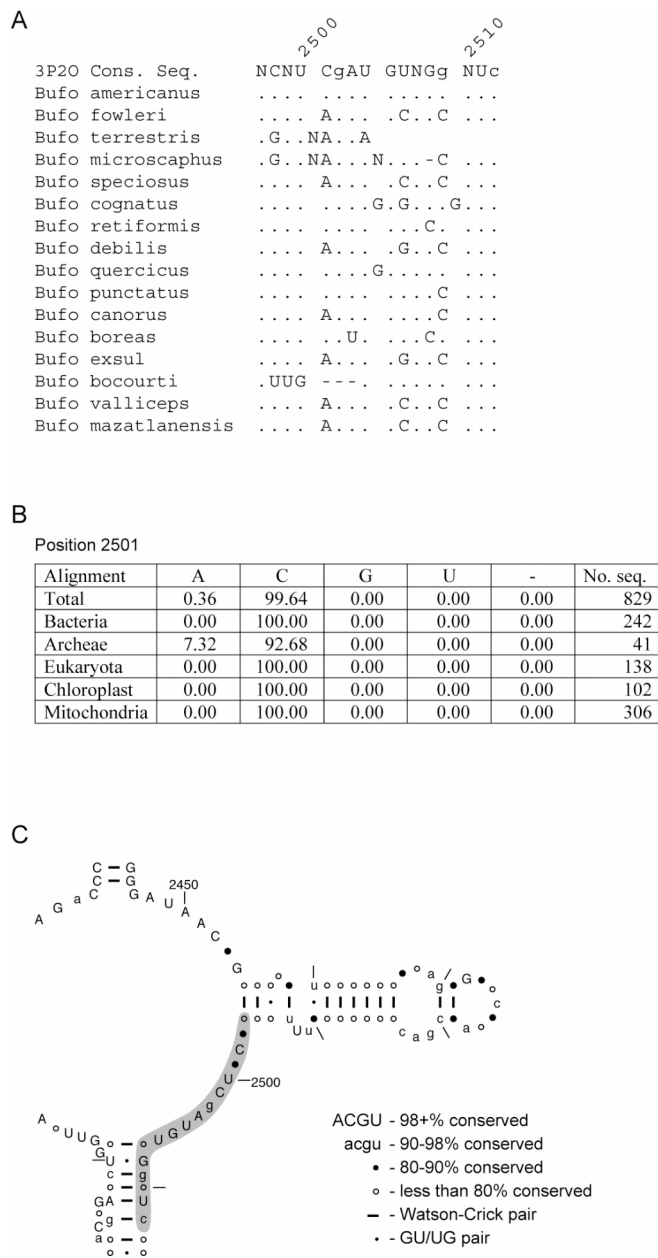 A
2500 2510
3P2O Cons. Seq. NCNU CgAU GUNGg NUc
Bufo americanus .... .... ..... ...
Bufo fowleri .... A... .C..C ...
Bufo terrestris .G..NA..A
Bufo microscaphus .G..NA...N...-C ...
Bufo speciosus .... A... .C..C ...
Bufo cognatus .... ...G.G...G..
Bufo retiformis .... .... ...C. ...
Bufo debilis .... A... .G..C ...
Bufo quercicus .... ...G..... ...
Bufo punctatus .... .... ....C ...
Bufo canorus .... A... ....C ...
Bufo boreas .... ..U. ...C. ...
Bufo exsul .... A... .G..C ...
Bufo bocourti .UUG ---. ..... ...
Bufo valliceps .... A... .C..C ...
Bufo mazatlanensis .... A... .C..C ...
B
Position 2501
Alignment A C G U - No. seq.
Total 0.36 99.64 0.00 0.00 0.00 829
Bacteria 0.00 100.00 0.00 0.00 0.00 242
Archeae 7.32 92.68 0.00 0.00 0.00 41
Eukaryota 0.00 100.00 0.00 0.00 0.00 138
Chloroplast 0.00 100.00 0.00 0.00 0.00 102
Mitochondria 0.00 100.00 0.00 0.00 0.00 306
C
A G a C C C G G G A U A A C G
2450
u a g G c a o c g a c u U u
C U C g A U G U
2500
G g U c
A U U G G U c A g G C a
ACGU - 98+% conserved
acgu - 90-98% conserved
● - 80-90% conserved
○ - less than 80% conserved
━ - Watson-Crick pair
• - GU/UG pair